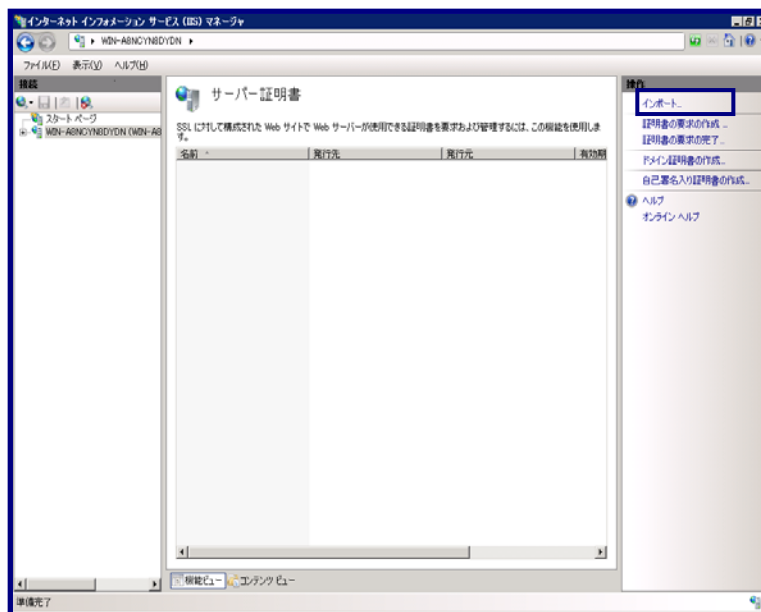 インターネット インフォメーション サービス (IIS) マネージャ
WIN-A8NCYN8DYDN
ファイル(F) 表示(V) ヘルプ(H)
接続
スタート ページ
WIN-A8NCYN8DYDN (WIN-A8
サーバー証明書
SSL に対して構成された Web サイトで Web サーバーが使用できる証明書を要求および管理するには、この機能を使用しま
す。
名前 発行先 発行元 有効期
機能ビュー コンテンツ ビュー
操作
インポート...
証明書の要求の作成...
証明書の要求の完了...
ドメイン証明書の作成...
自己署名入り証明書の作成...
ヘルプ
オンライン ヘルプ
準備完了